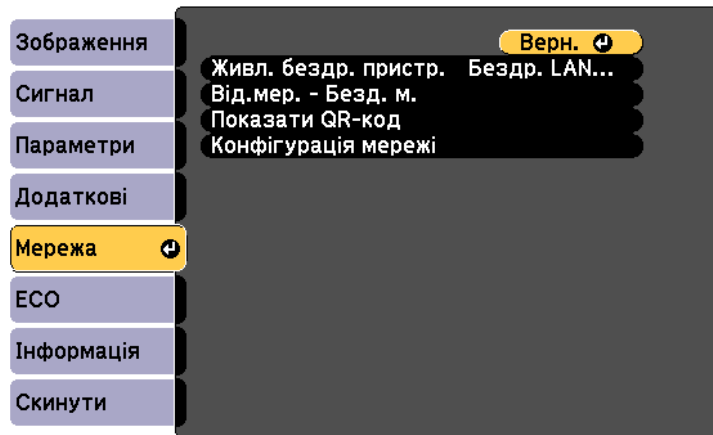 Зображення
Сигнал
Параметри
Додаткові
Мережа
ECO
Інформація
Скинути
Верн.
Живл. бездр. пристр. Бездр. LAN...
Від.мер. - Безд. м.
Показати QR-код
Конфігурація мережі